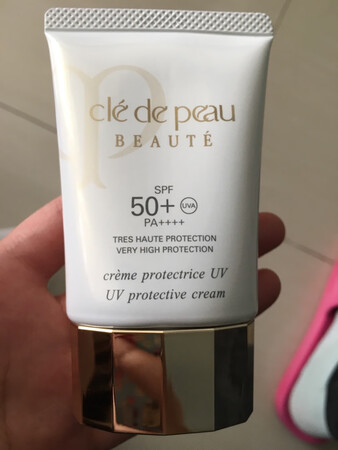 clé de peau
BEAUTÉ
SPF
50+ UVA
PA++++
TRES HAUTE PROTECTION
VERY HIGH PROTECTION
crème protectrice UV
UV protective cream